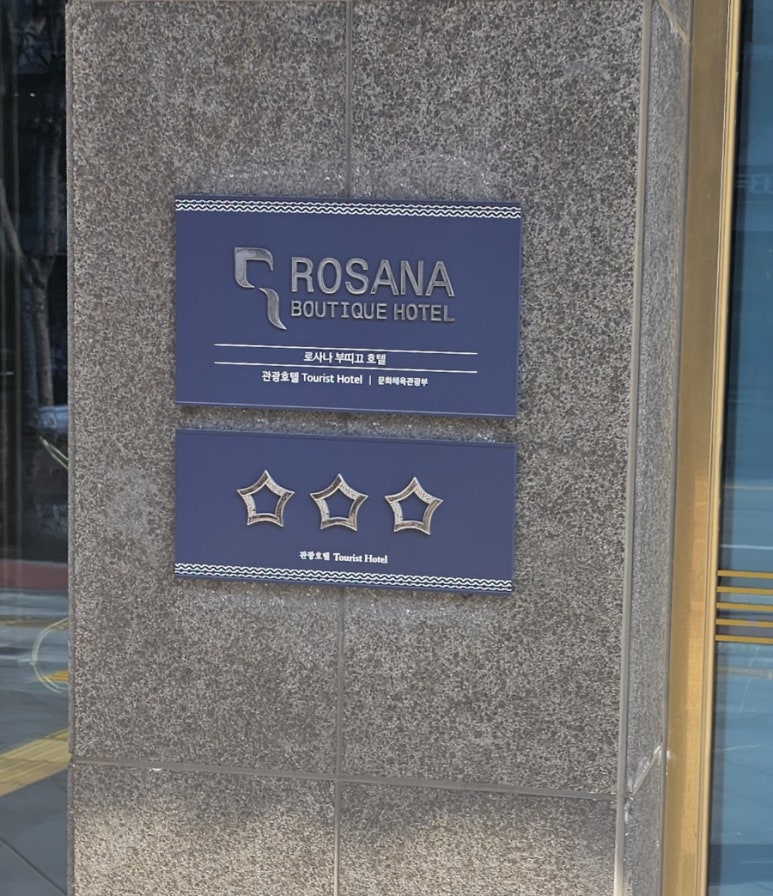 ROSANA
BOUTIQUE HOTEL
로사나 부띠끄 호텔
관광호텔 Tourist Hotel | 문화체육관광부
관광호텔 Tourist Hotel